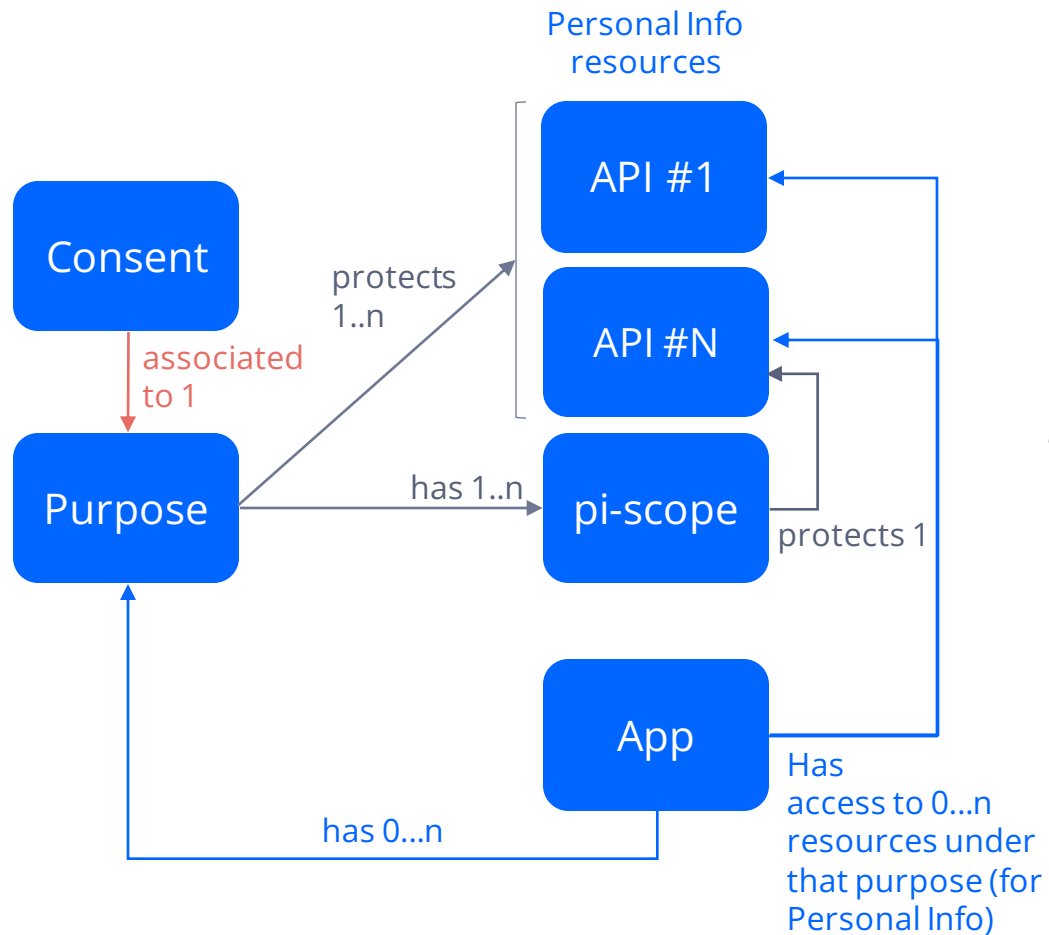 Personal Info
resources
API #1
Consent
protects
1..n
API #N
associated
to 1
has 1..n
Purpose
pi-scope
protects 1
App
Has
access to 0...n
resources under
that purpose (for
Personal Info)
has 0...n